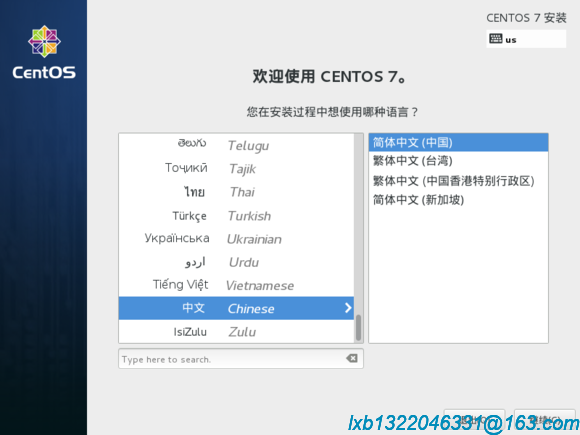 CENTOS 7 安装
us
CentOS
欢迎使用 CENTOS 7。
您在安装过程中想使用哪种语言？
తెలుగు Telugu
Тоҷикӣ Tajik
ไทย Thai
Türkçe Turkish
Українська Ukrainian
اردو Urdu
Tiếng Việt Vietnamese
中文 Chinese
IsiZulu Zulu
简体中文 (中国)
繁体中文 (台湾)
繁体中文 (中国香港特别行政区)
简体中文 (新加坡)
Type here to search.
lxb1322046331@163.com